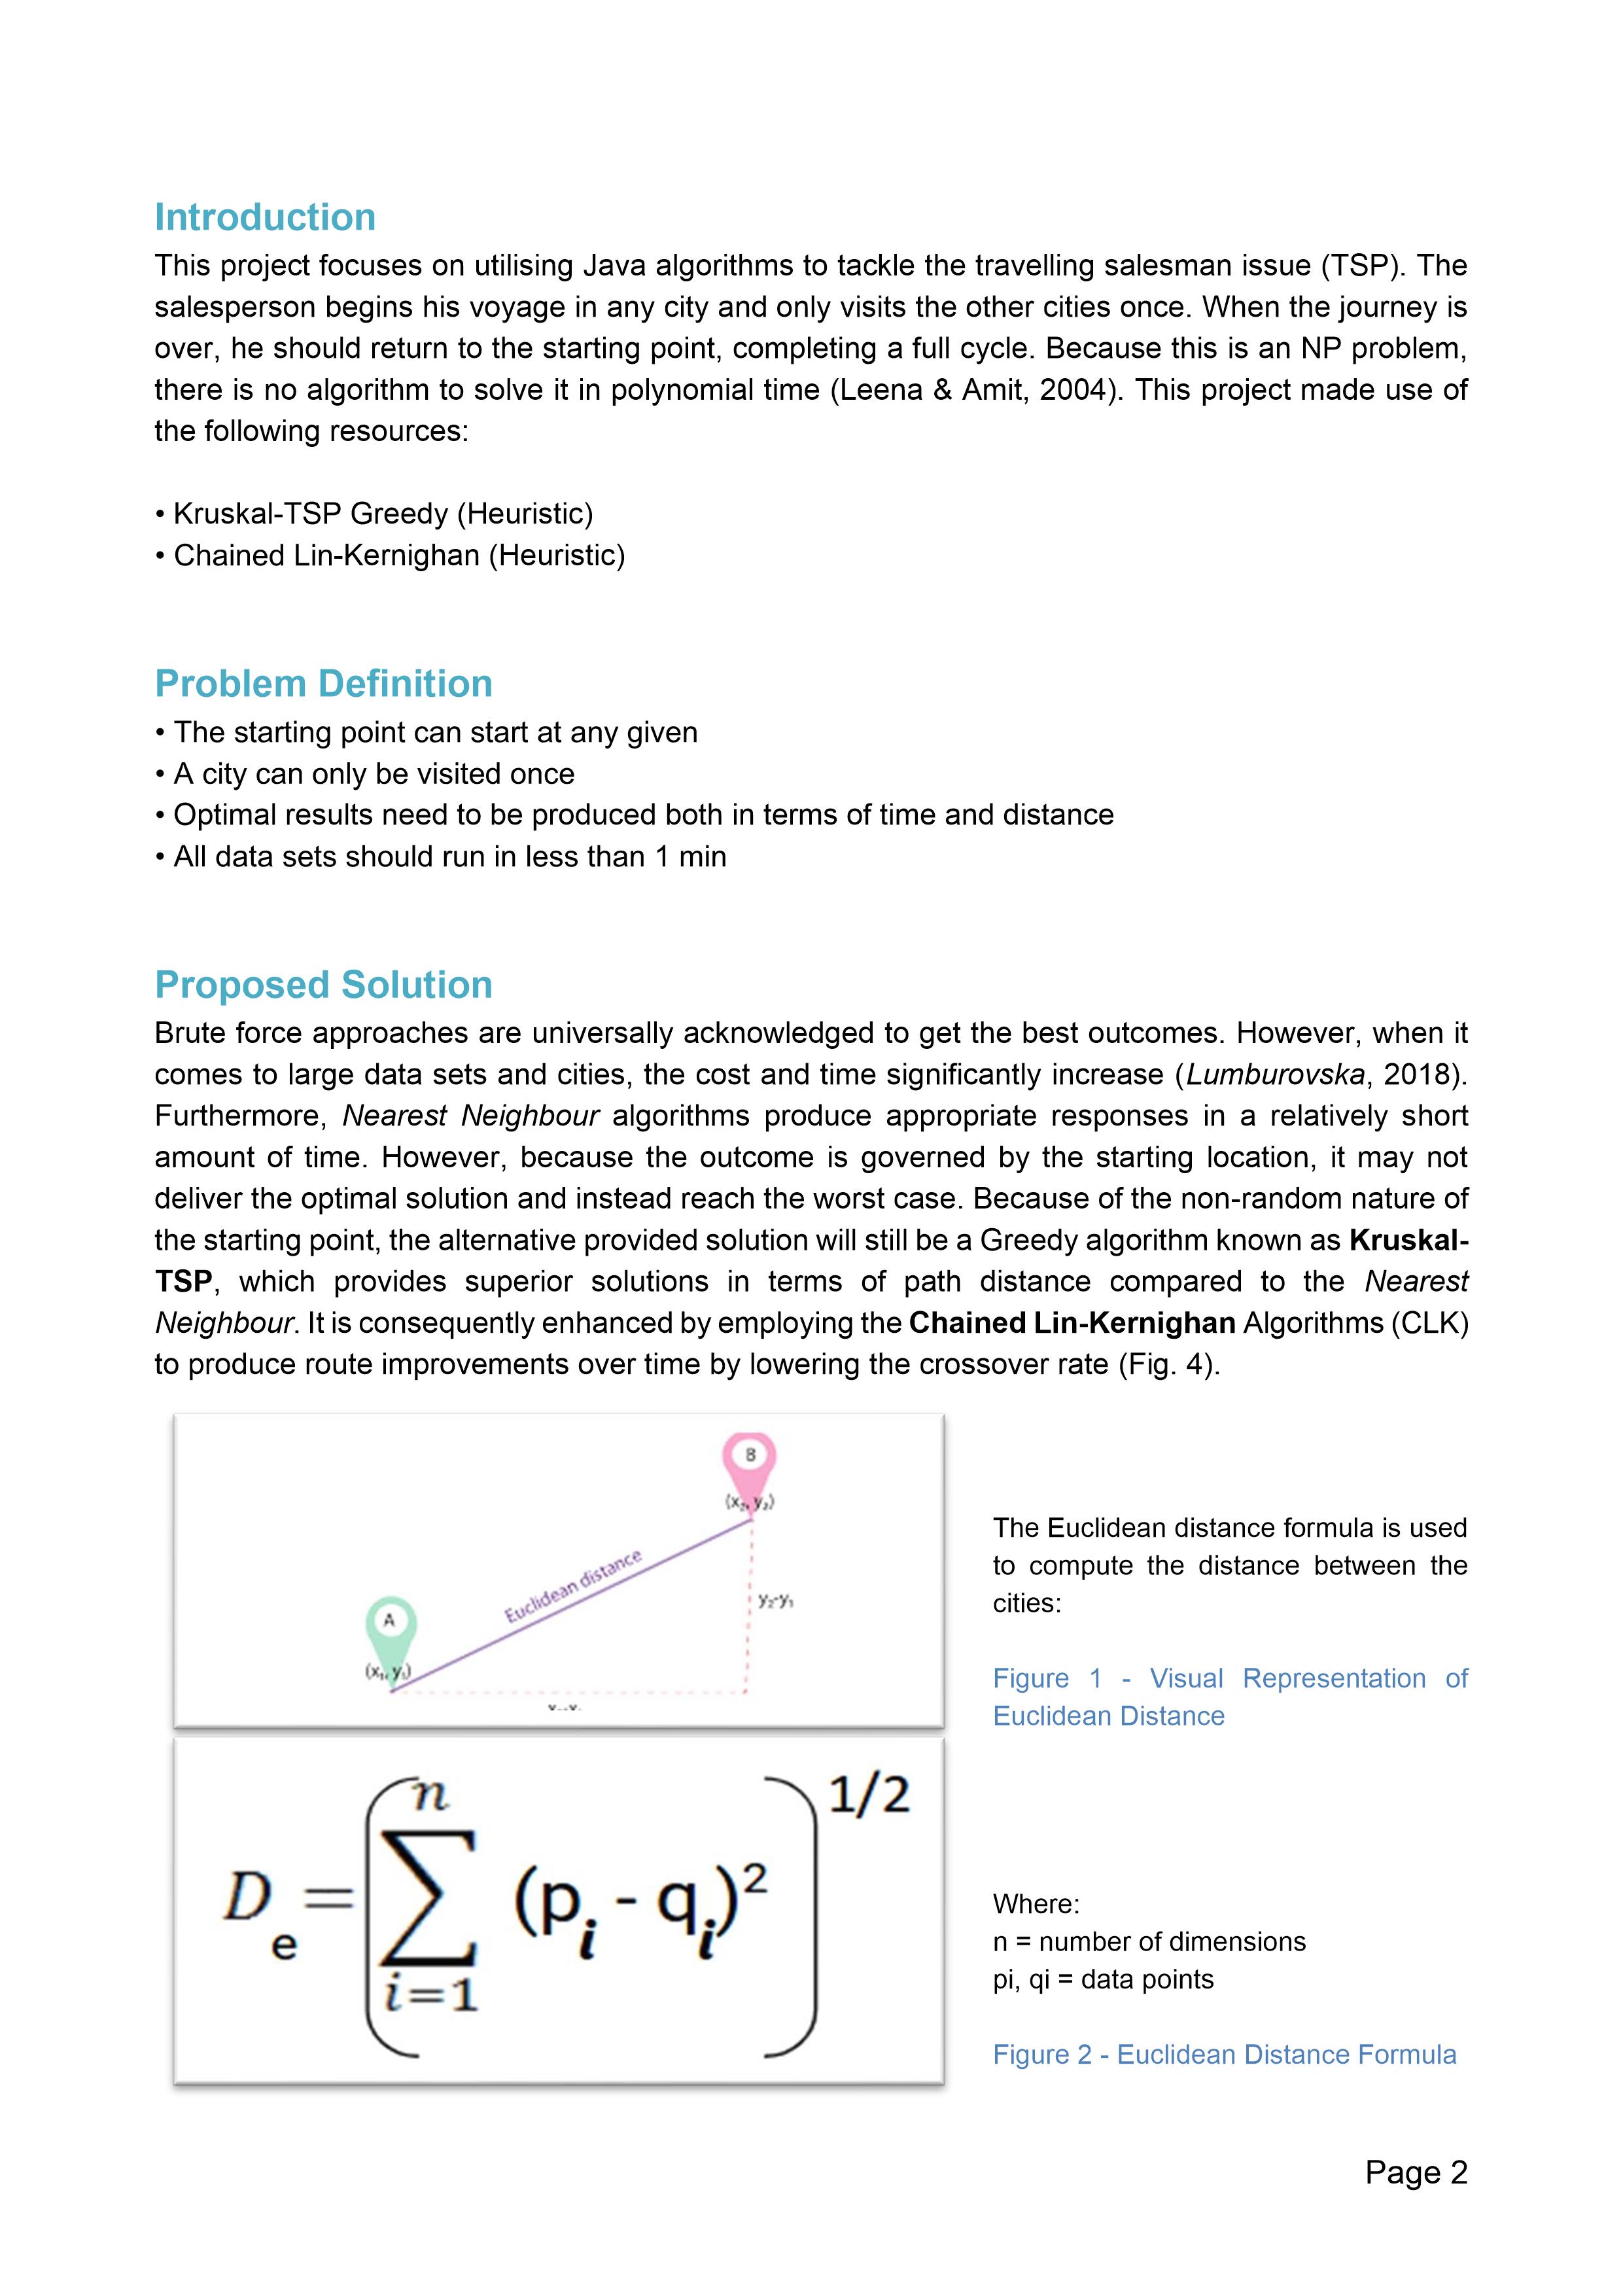 Introduction
This project focuses on utilising Java algorithms to tackle the travelling salesman issue (TSP). The
salesperson begins his voyage in any city and only visits the other cities once. When the journey is
over, he should return to the starting point, completing a full cycle. Because this is an NP problem,
there is no algorithm to solve it in polynomial time (Leena & Amit, 2004). This project made use of
the following resources:
• Kruskal-TSP Greedy (Heuristic)
• Chained Lin-Kernighan (Heuristic)
Problem Definition
• The starting point can start at any given
• A city can only be visited once
• Optimal results need to be produced both in terms of time and distance
• All data sets should run in less than 1 min
Proposed Solution
Brute force approaches are universally acknowledged to get the best outcomes. However, when it
comes to large data sets and cities, the cost and time significantly increase (Lumburovska, 2018).
Furthermore, Nearest Neighbour algorithms produce appropriate responses in a relatively short
amount of time. However, because the outcome is governed by the starting location, it may not
deliver the optimal solution and instead reach the worst case. Because of the non-random nature of
the starting point, the alternative provided solution will still be a Greedy algorithm known as Kruskal-
TSP, which provides superior solutions in terms of path distance compared to the Nearest
Neighbour. It is consequently enhanced by employing the Chained Lin-Kernighan Algorithms (CLK)
to produce route improvements over time by lowering the crossover rate (Fig. 4).
B
(x₂, y₂)
Euclidean distance
y₂-y₁
A
(x₁, y₁)
The Euclidean distance formula is used
to compute the distance between the
cities:
Figure 1 - Visual Representation of
Euclidean Distance
D_e = (∑_{i=1}^{n} (p_i - q_i)²)^{1/2}
Where:
n = number of dimensions
pi, qi = data points
Figure 2 - Euclidean Distance Formula
Page 2